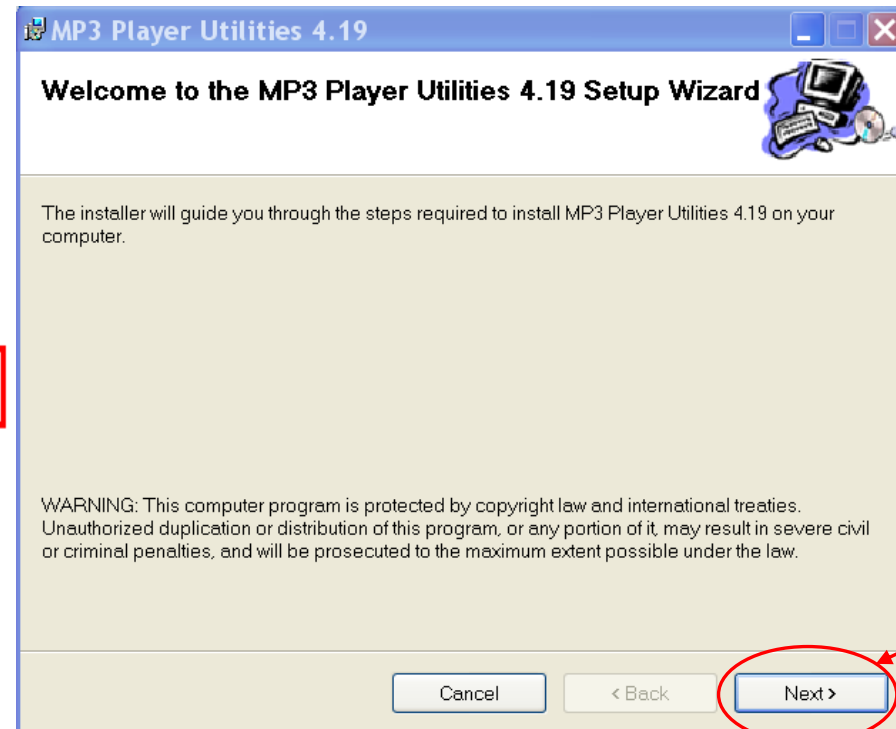 MP3 Player Utilities 4.19
Welcome to the MP3 Player Utilities 4.19 Setup Wizard
The installer will guide you through the steps required to install MP3 Player Utilities 4.19 on your
computer.
WARNING: This computer program is protected by copyright law and international treaties.
Unauthorized duplication or distribution of this program, or any portion of it, may result in severe civil
or criminal penalties, and will be prosecuted to the maximum extent possible under the law.
Cancel < Back Next >